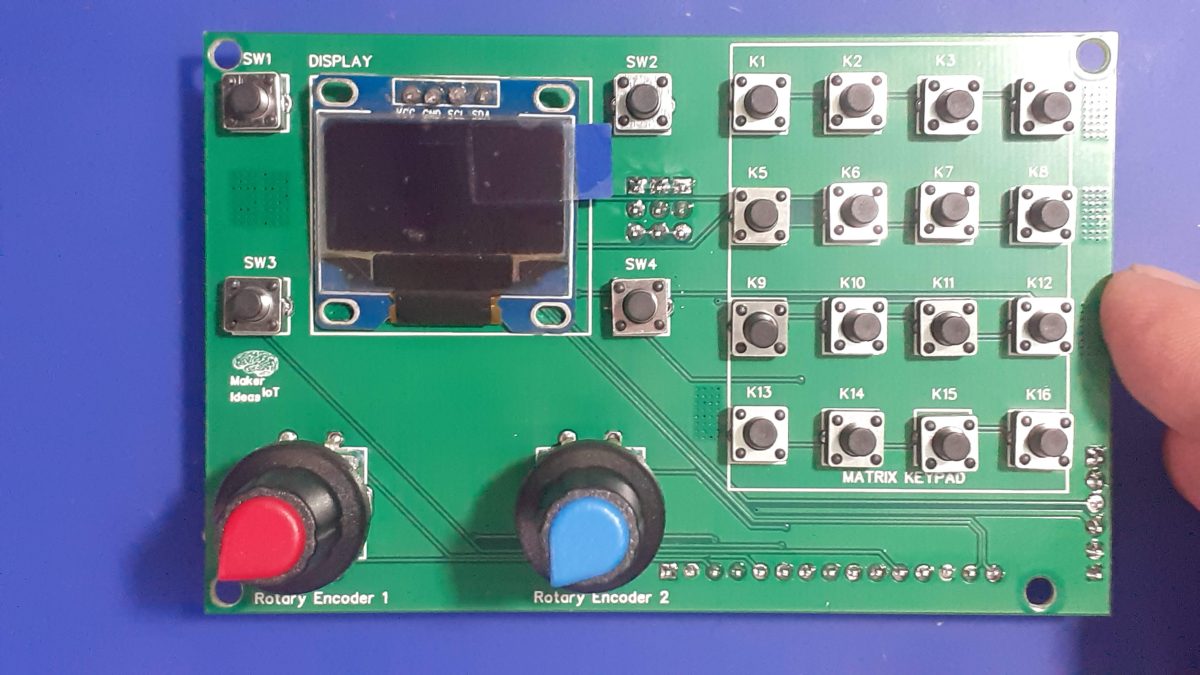 SW1
DISPLAY
SW2
K1
K2
K3
VCC GND SCL SDA
K5
K6
K7
K8
SW3
SW4
K9
K10
K11
K12
Maker
Ideas IoT
K13
K14
K15
K16
MATRIX KEYPAD
Rotary Encoder 1
Rotary Encoder 2